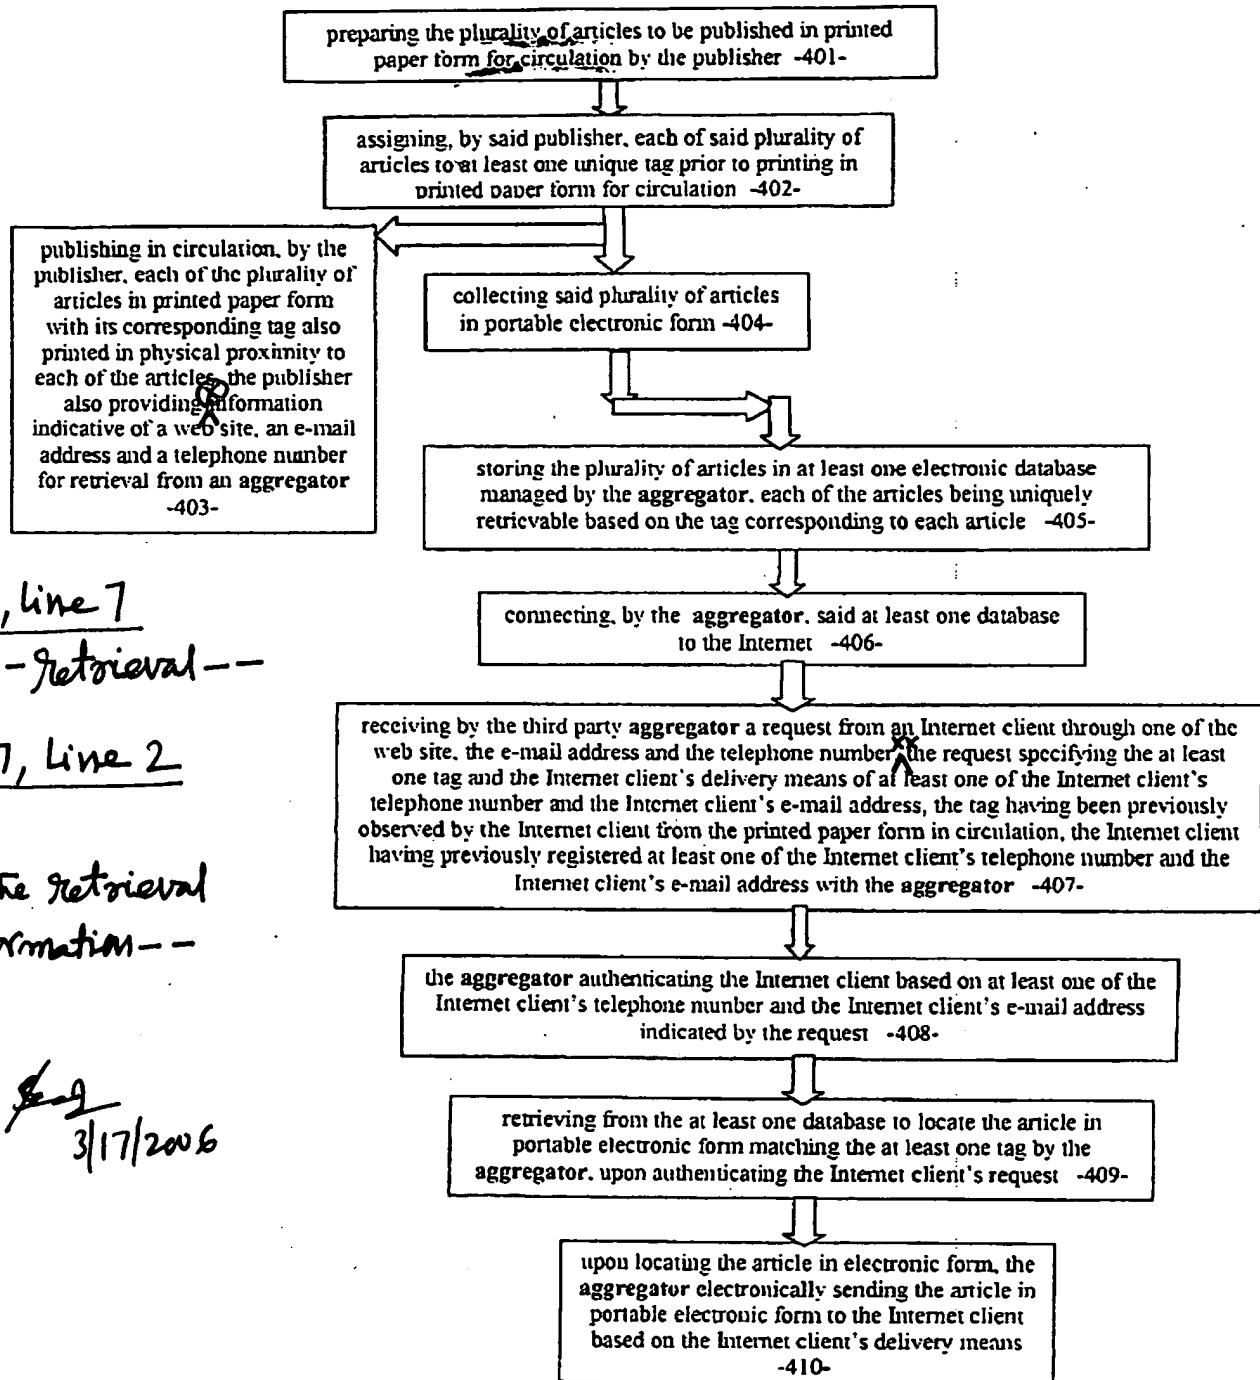 preparing the plurality of articles to be published in printed
paper form for circulation by the publisher -401-
assigning, by said publisher, each of said plurality of
articles to at least one unique tag prior to printing in
printed paper form for circulation -402-
publishing in circulation, by the
publisher, each of the plurality of
articles in printed paper form
with its corresponding tag also
printed in physical proximity to
each of the articles, the publisher
also providing information
indicative of a web site, an e-mail
address and a telephone number
for retrieval from an aggregator
-403-
collecting said plurality of articles
in portable electronic form -404-
storing the plurality of articles in at least one electronic database
managed by the aggregator, each of the articles being uniquely
retrievable based on the tag corresponding to each article -405-
, line 7
-retrieval--
connecting, by the aggregator, said at least one database
to the Internet -406-
7, Line 2
retrieval
receiving by the third party aggregator a request from an Internet client through one of the
web site, the e-mail address and the telephone number the request specifying the at least
one tag and the Internet client's delivery means of at least one of the Internet client's
telephone number and the Internet client's e-mail address, the tag having been previously
observed by the Internet client from the printed paper form in circulation, the Internet client
having previously registered at least one of the Internet client's telephone number and the
Internet client's e-mail address with the aggregator -407-
the aggregator authenticating the Internet client based on at least one of the
Internet client's telephone number and the Internet client's e-mail address
indicated by the request -408-
3/17/2006
retrieving from the at least one database to locate the article in
portable electronic form matching the at least one tag by the
aggregator, upon authenticating the Internet client's request -409-
upon locating the article in electronic form, the
aggregator electronically sending the article in
portable electronic form to the Internet client
based on the Internet client's delivery means
-410-